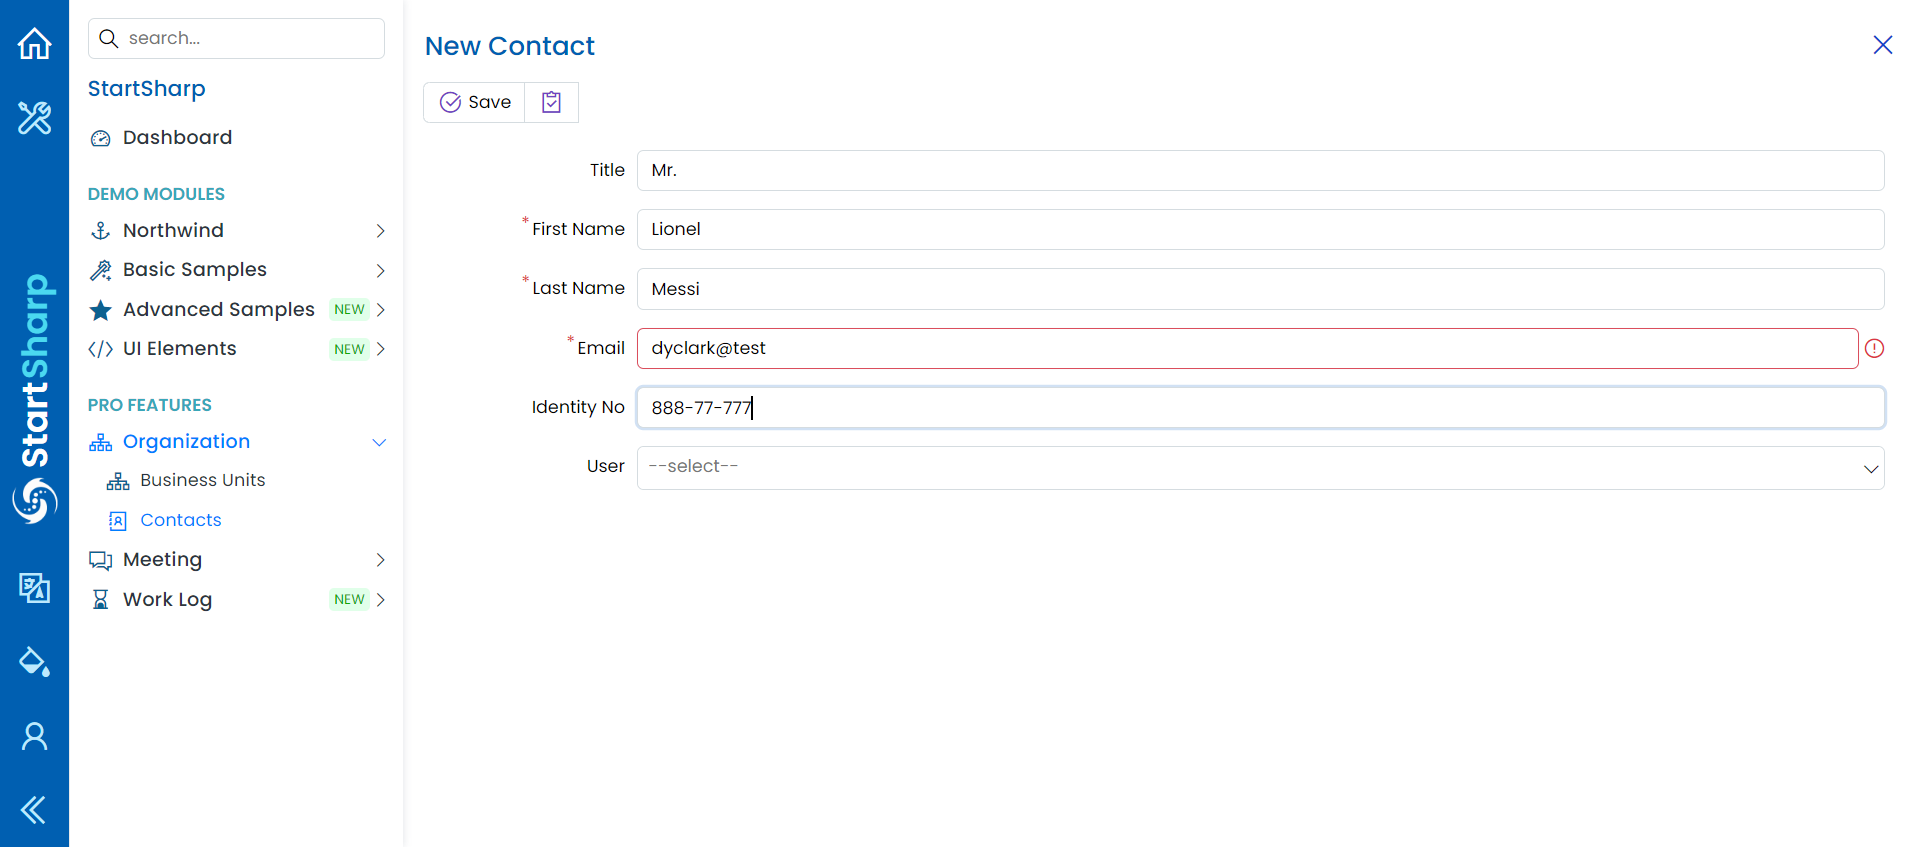 search...
StartSharp
Dashboard
DEMO MODULES
Northwind
Basic Samples
Advanced Samples NEW
UI Elements NEW
PRO FEATURES
Organization
Business Units
Contacts
Meeting
Work Log NEW
StartSharp
New Contact
Save
Title Mr.
*First Name Lionel
*Last Name Messi
*Email dyclark@test
Identity No 888-77-777
User --select--